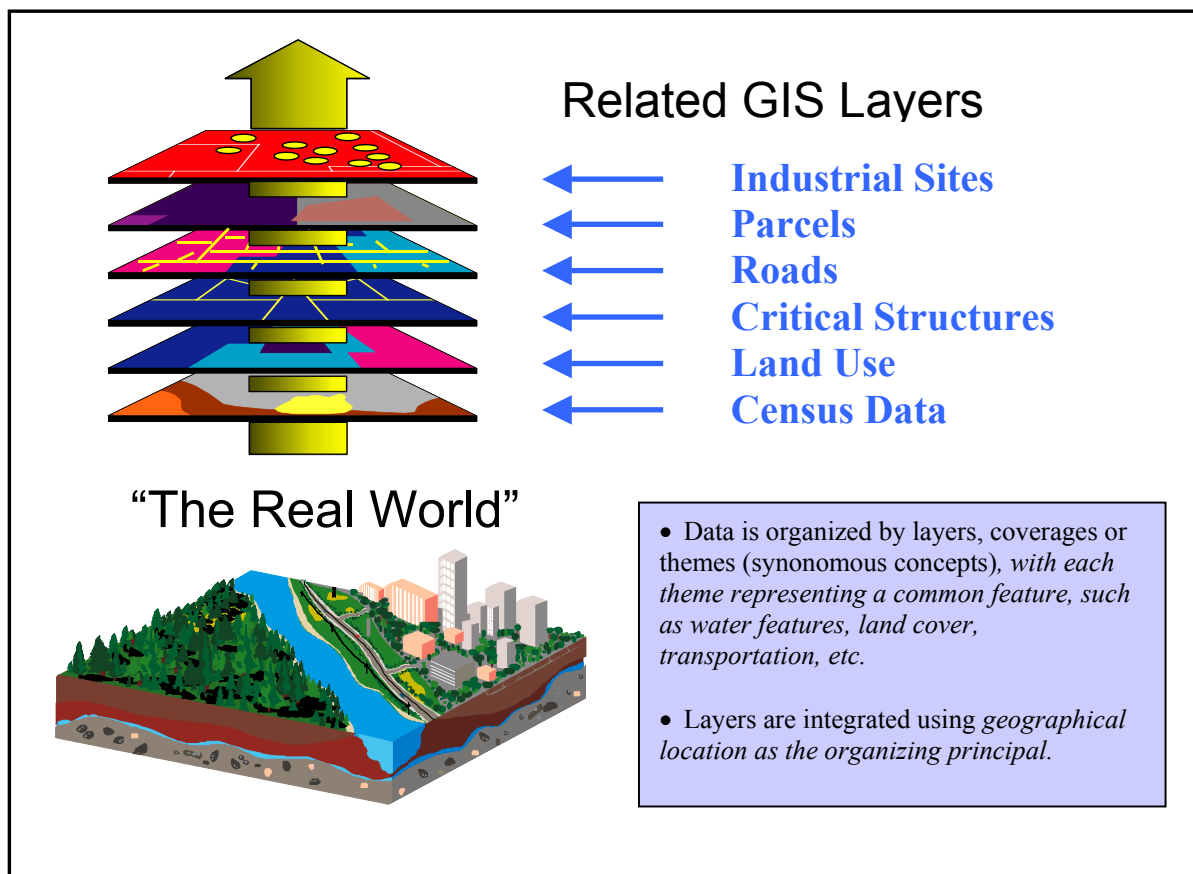 Related GIS Layers
Industrial Sites
Parcels
Roads
Critical Structures
Land Use
Census Data
“The Real World”
• Data is organized by layers, coverages or
themes (synonomous concepts), with each
theme representing a common feature, such
as water features, land cover,
transportation, etc.
• Layers are integrated using geographical
location as the organizing principal.